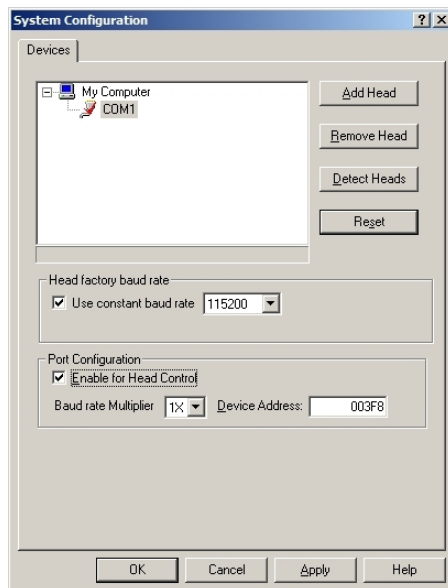 System Configuration
Devices
My Computer
COM1
Add Head
Remove Head
Detect Heads
Reset
Head factory baud rate
Use constant baud rate 115200
Port Configuration
Enable for Head Control
Baud rate Multiplier 1X Device Address: 003F8
OK Cancel Apply Help